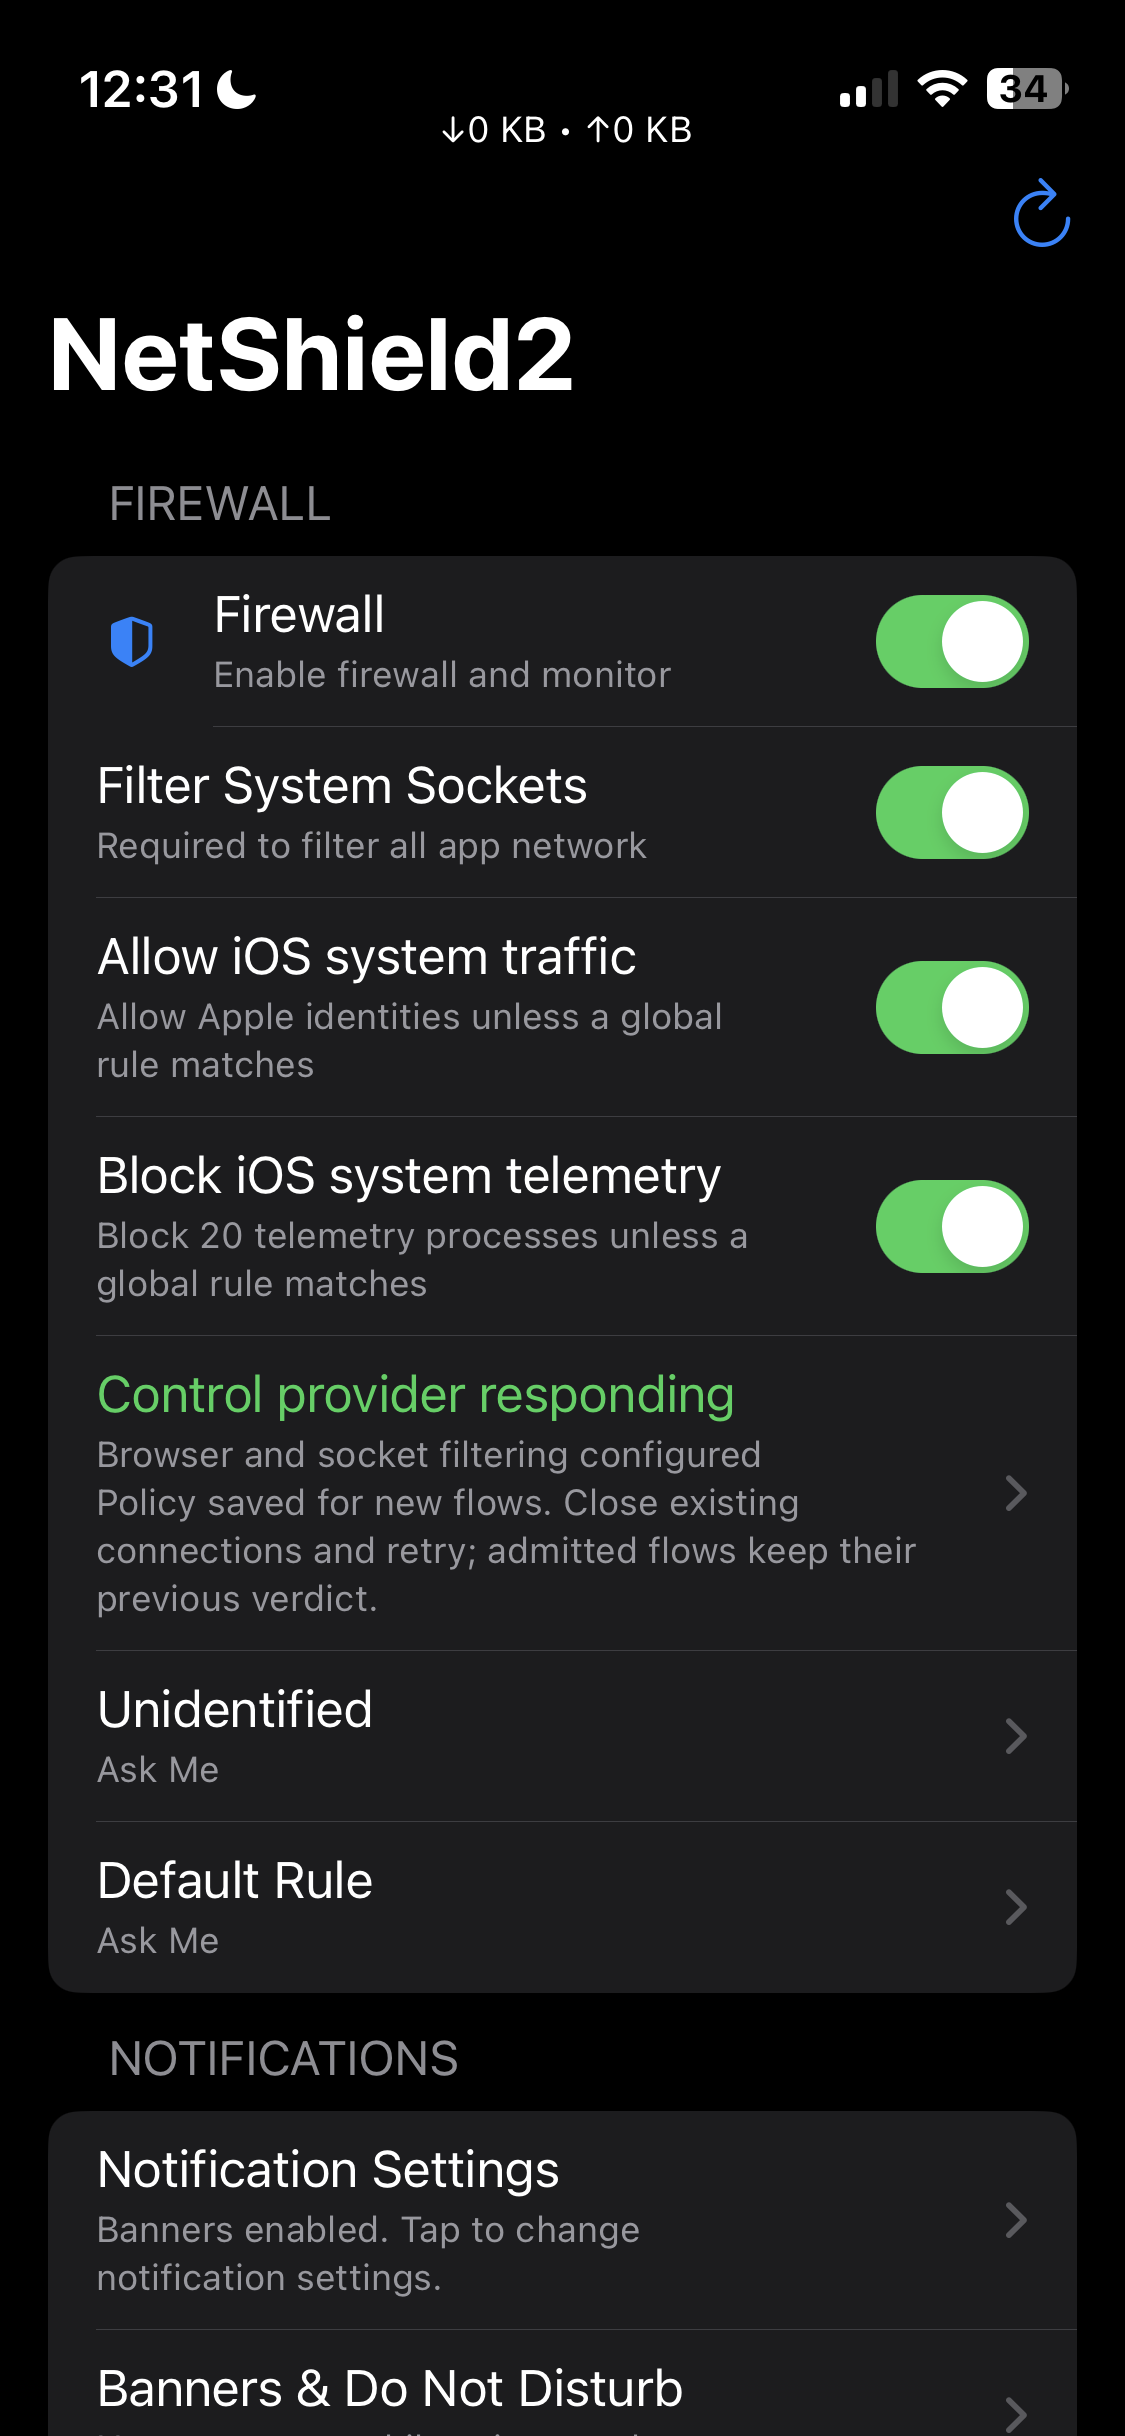 12:31
34
↓0 KB • ↑0 KB
NetShield2
FIREWALL
Firewall
Enable firewall and monitor
Filter System Sockets
Required to filter all app network
Allow iOS system traffic
Allow Apple identities unless a global
rule matches
Block iOS system telemetry
Block 20 telemetry processes unless a
global rule matches
Control provider responding
Browser and socket filtering configured
Policy saved for new flows. Close existing
connections and retry; admitted flows keep their
previous verdict.
Unidentified
Ask Me
Default Rule
Ask Me
NOTIFICATIONS
Notification Settings
Banners enabled. Tap to change
notification settings.
Banners & Do Not Disturb